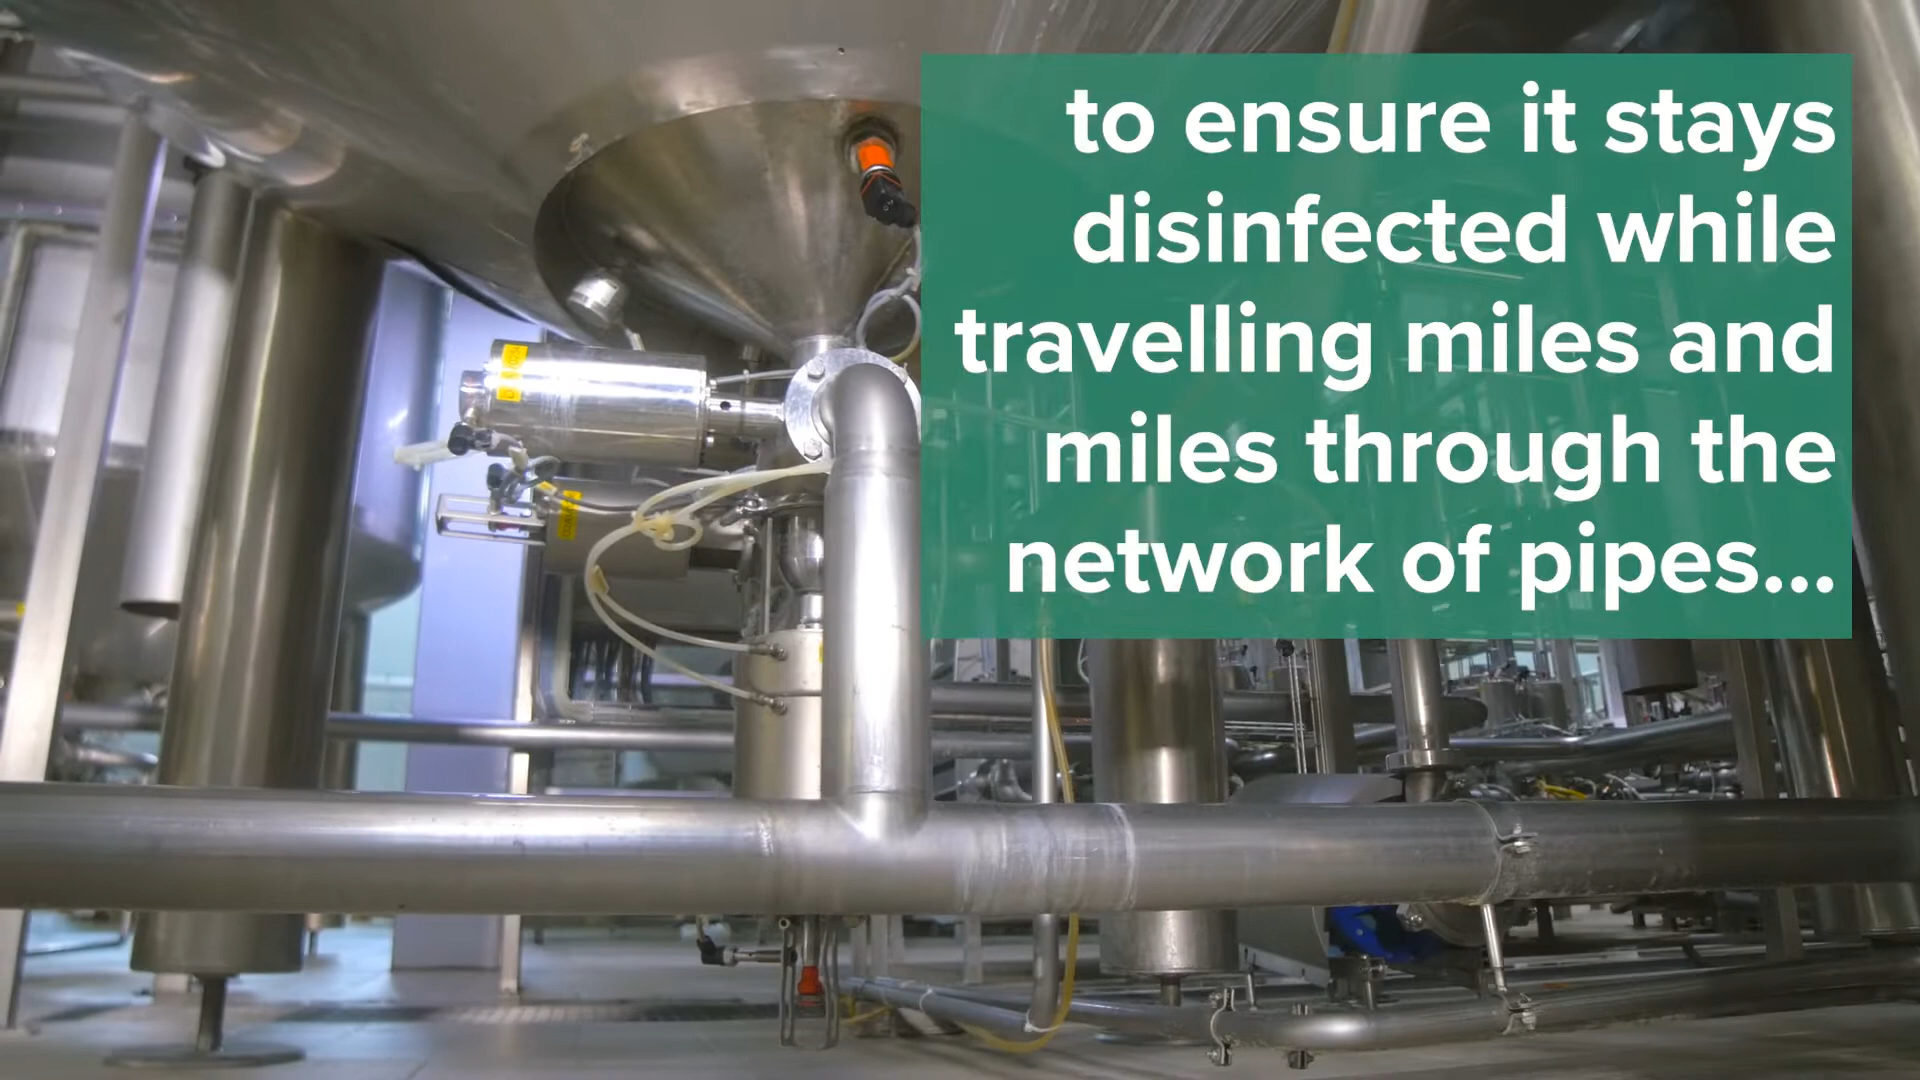 to ensure it stays
disinfected while
travelling miles and
miles through the
network of pipes...